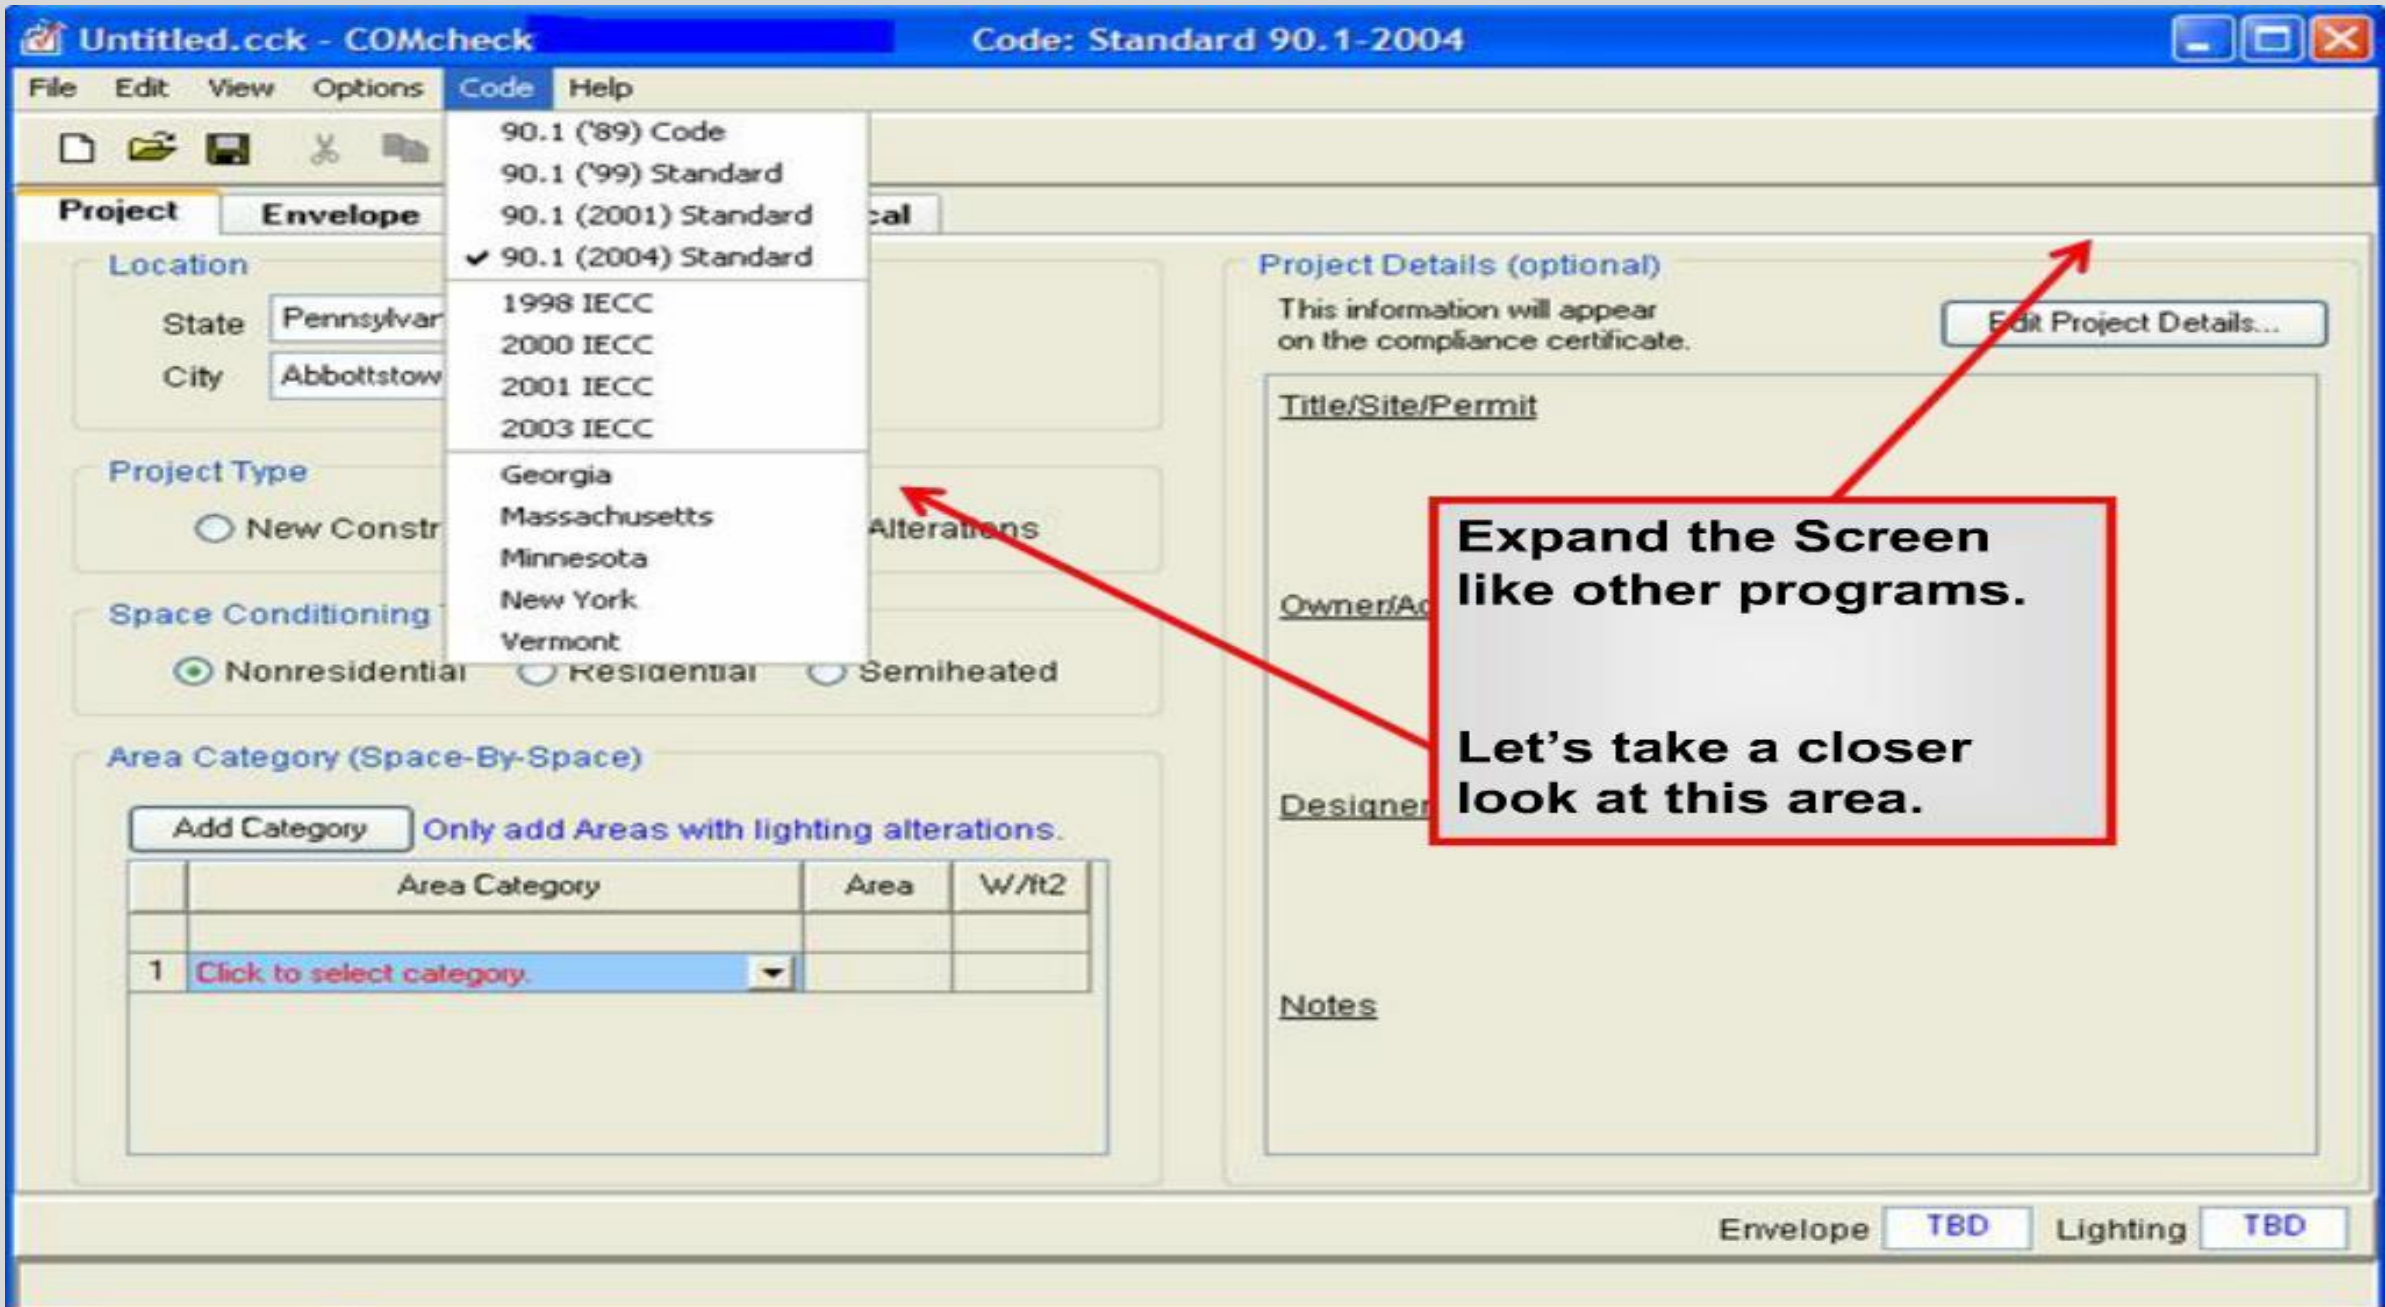 Untitled.cck - COMcheck
Code: Standard 90.1-2004
File Edit View Options Code Help
90.1 ('89) Code
90.1 ('99) Standard
90.1 (2001) Standard
90.1 (2004) Standard
1998 IECC
2000 IECC
2001 IECC
2003 IECC
Georgia
Massachusetts
Minnesota
New York
Vermont
Project Envelope cal
Location
State Pennsylvan
City Abbottstow
Project Type
New Constr Alterations
Space Conditioning
Nonresidential Residential Semiheated
Area Category (Space-By-Space)
Add Category Only add Areas with lighting alterations.
Area Category Area W/ft2
1 Click to select category.
Project Details (optional)
This information will appear
on the compliance certificate.
Edit Project Details...
Title/Site/Permit
Owner/A
Designer
Notes
Expand the Screen
like other programs.
Let's take a closer
look at this area.
Envelope TBD Lighting TBD